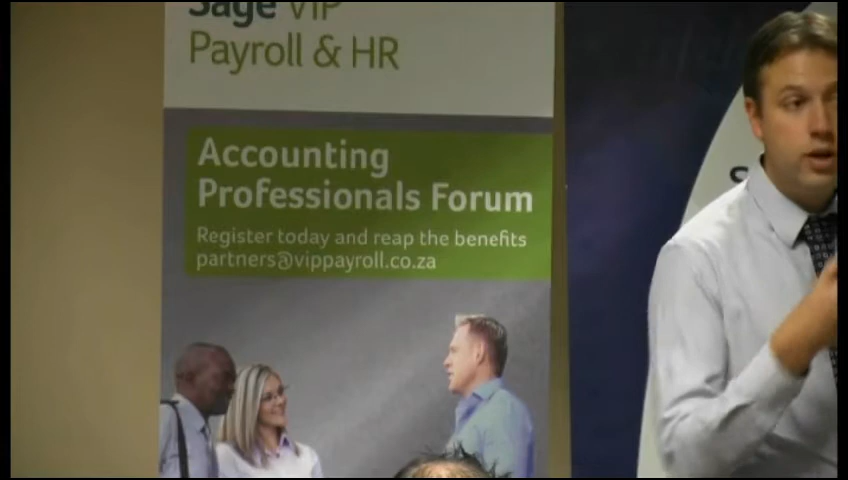 Sage VIP
Payroll & HR
Accounting
Professionals Forum
Register today and reap the benefits
partners@vippayroll.co.za
S